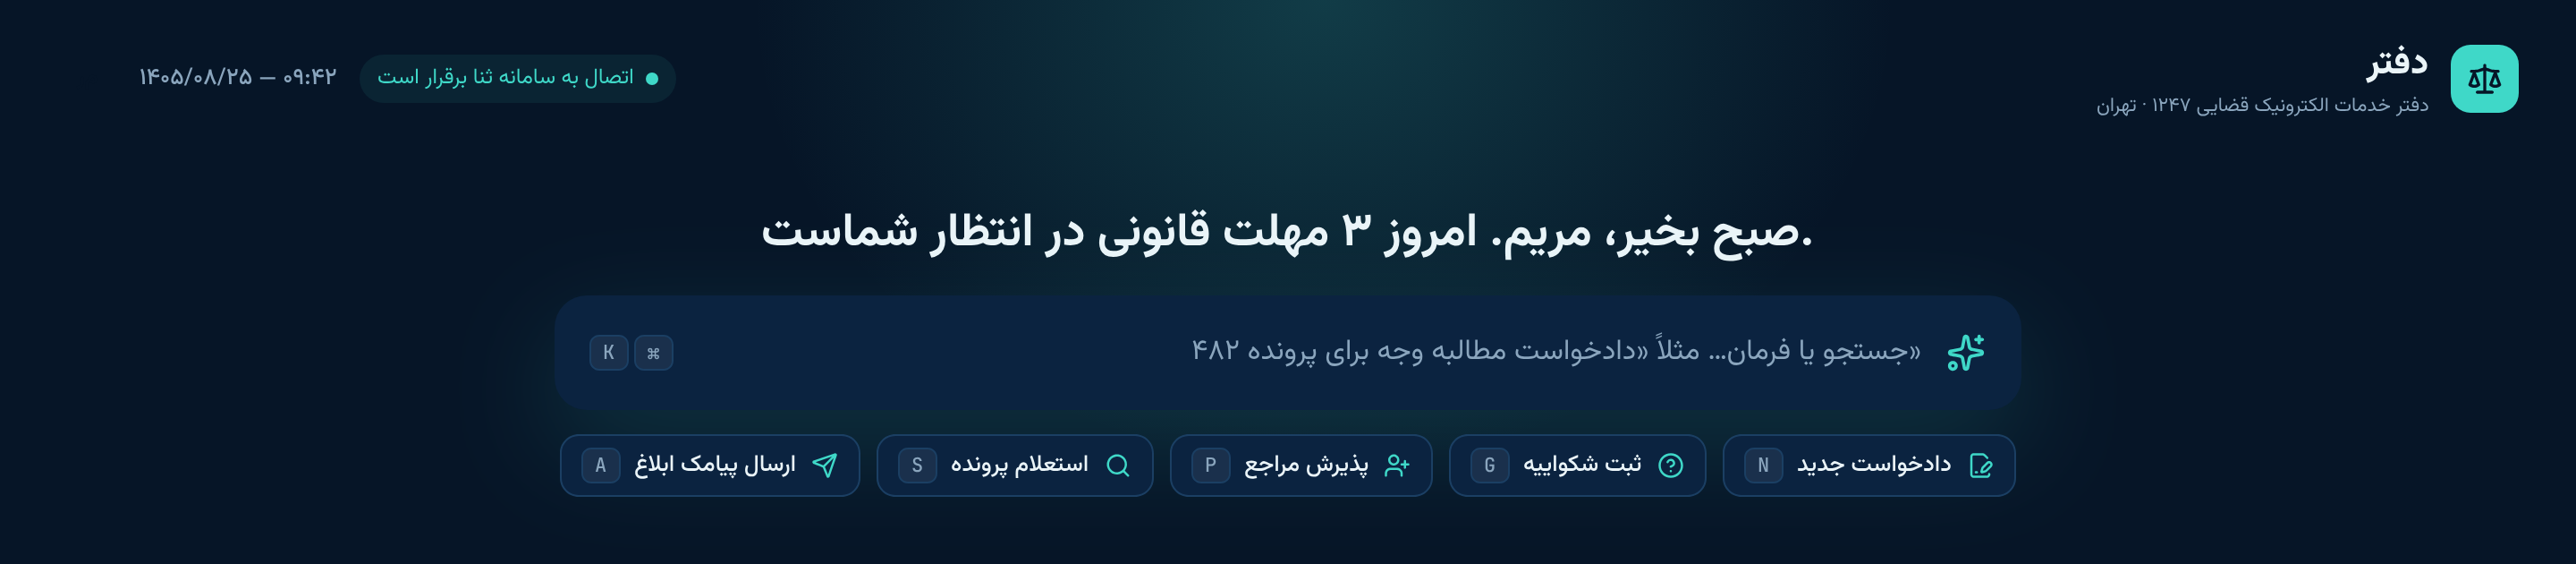 دفتر
دفتر خدمات الکترونیک قضایی ۱۲۴۷ · تهران
اتصال به سامانه ثنا برقرار است
۱۴۰۵/۰۸/۲۵ — ۰۹:۴۲
صبح بخیر، مریم. امروز ۳ مهلت قانونی در انتظار شماست.
جستجو یا فرمان… مثلاً «دادخواست مطالبه وجه برای پرونده ۴۸۲»
⌘ K
دادخواست جدید N
ثبت شکواییه G
پذیرش مراجع P
استعلام پرونده S
ارسال پیامک ابلاغ A